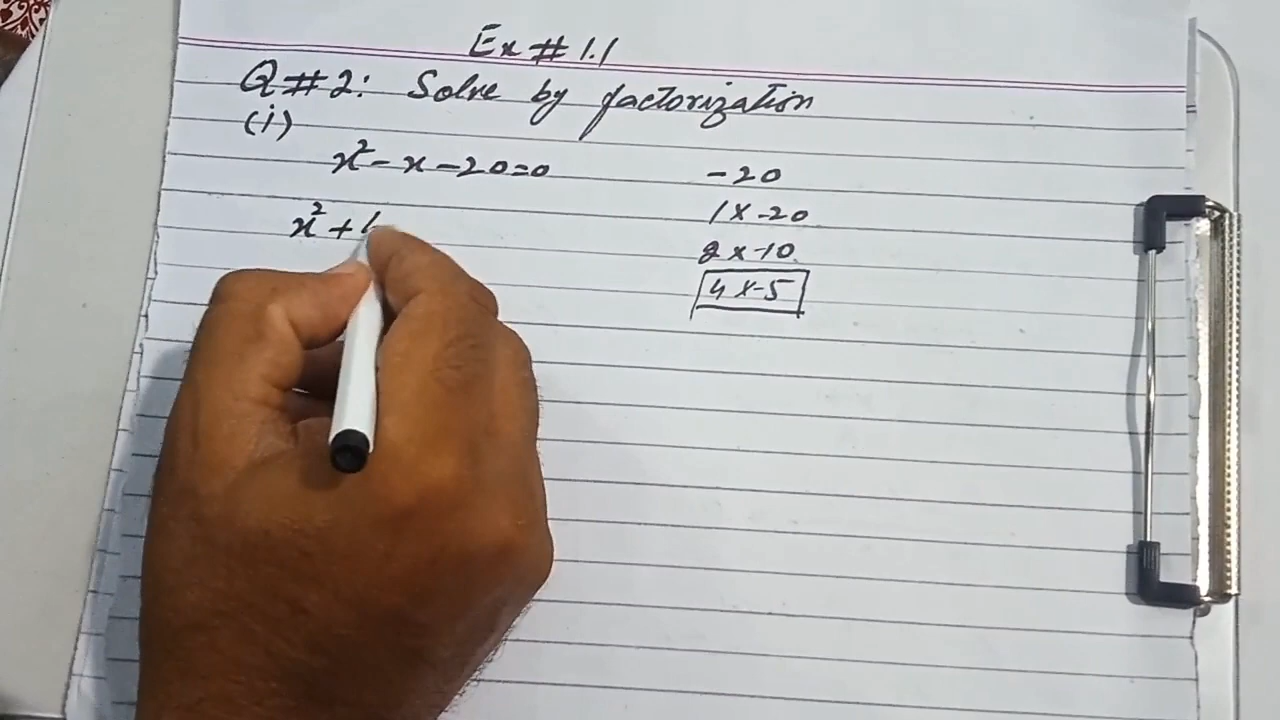 Ex # 1.1
Q # 2: Solve by factorization
(i)
x² - x - 20 = 0
x² + 4
-20
1 x -20
2 x -10
4 x -5